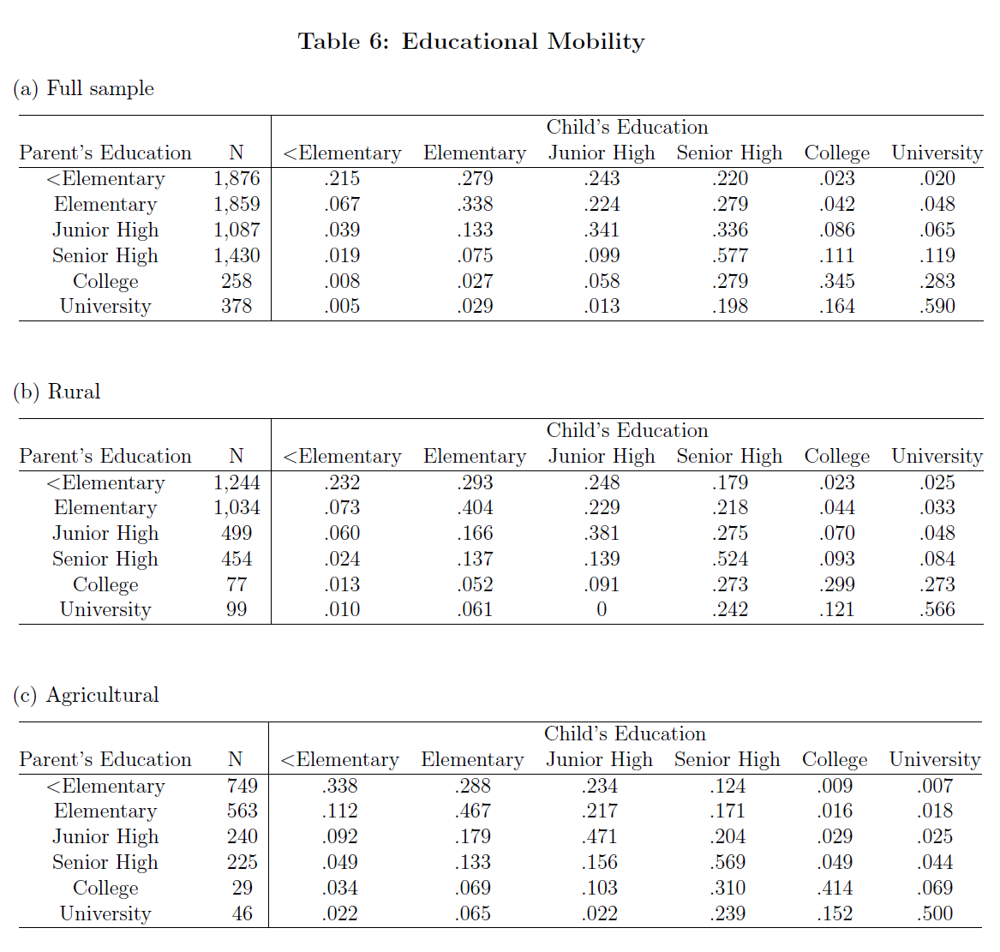 Table 6: Educational Mobility
(a) Full sample
Child's Education
Parent's Education N <Elementary Elementary Junior High Senior High College University
<Elementary 1,876 .215 .279 .243 .220 .023 .020
Elementary 1,859 .067 .338 .224 .279 .042 .048
Junior High 1,087 .039 .133 .341 .336 .086 .065
Senior High 1,430 .019 .075 .099 .577 .111 .119
College 258 .008 .027 .058 .279 .345 .283
University 378 .005 .029 .013 .198 .164 .590
(b) Rural
Child's Education
Parent's Education N <Elementary Elementary Junior High Senior High College University
<Elementary 1,244 .232 .293 .248 .179 .023 .025
Elementary 1,034 .073 .404 .229 .218 .044 .033
Junior High 499 .060 .166 .381 .275 .070 .048
Senior High 454 .024 .137 .139 .524 .093 .084
College 77 .013 .052 .091 .273 .299 .273
University 99 .010 .061 0 .242 .121 .566
(c) Agricultural
Child's Education
Parent's Education N <Elementary Elementary Junior High Senior High College University
<Elementary 749 .338 .288 .234 .124 .009 .007
Elementary 563 .112 .467 .217 .171 .016 .018
Junior High 240 .092 .179 .471 .204 .029 .025
Senior High 225 .049 .133 .156 .569 .049 .044
College 29 .034 .069 .103 .310 .414 .069
University 46 .022 .065 .022 .239 .152 .500